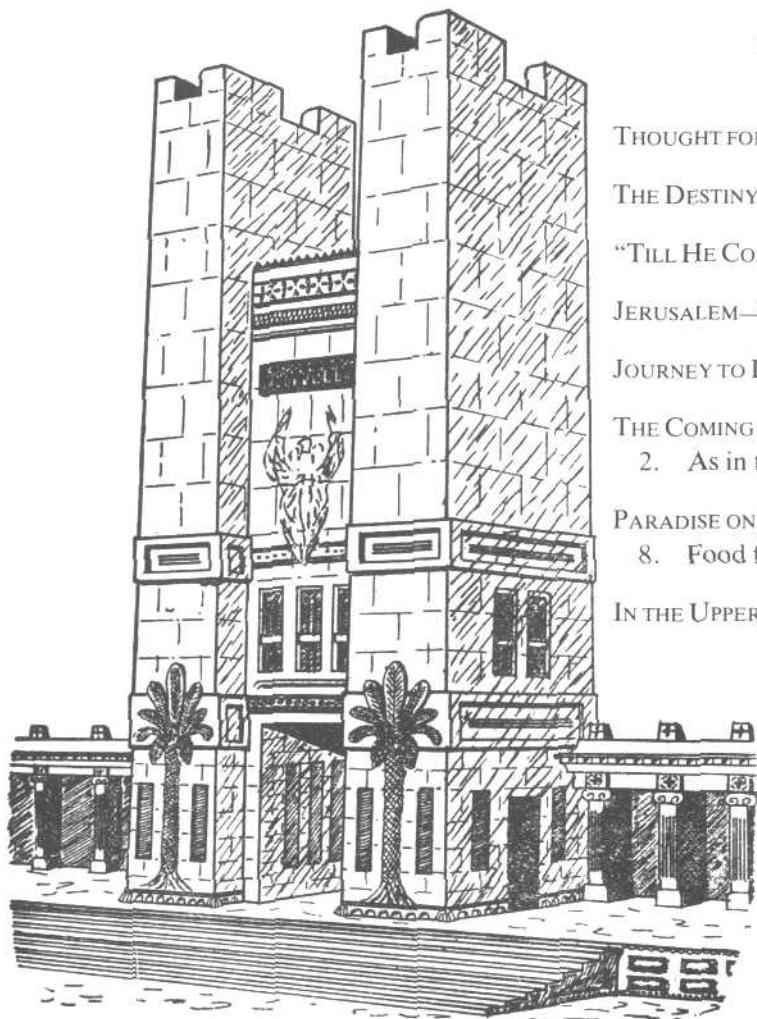 THOUGHT FOR
THE DESTINY
"TILL HE CO
JERUSALEM—
JOURNEY TO
THE COMING
2. As in t
PARADISE ON
8. Food f
IN THE UPPER